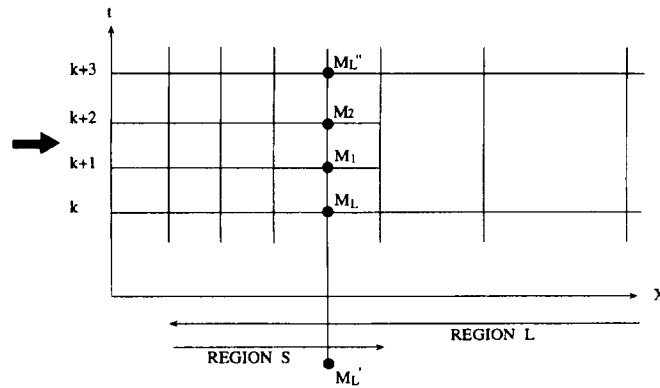 t
k+3
M_L''
k+2
M_2
k+1
M_1
k
M_L
X
REGION L
REGION S
M_L'